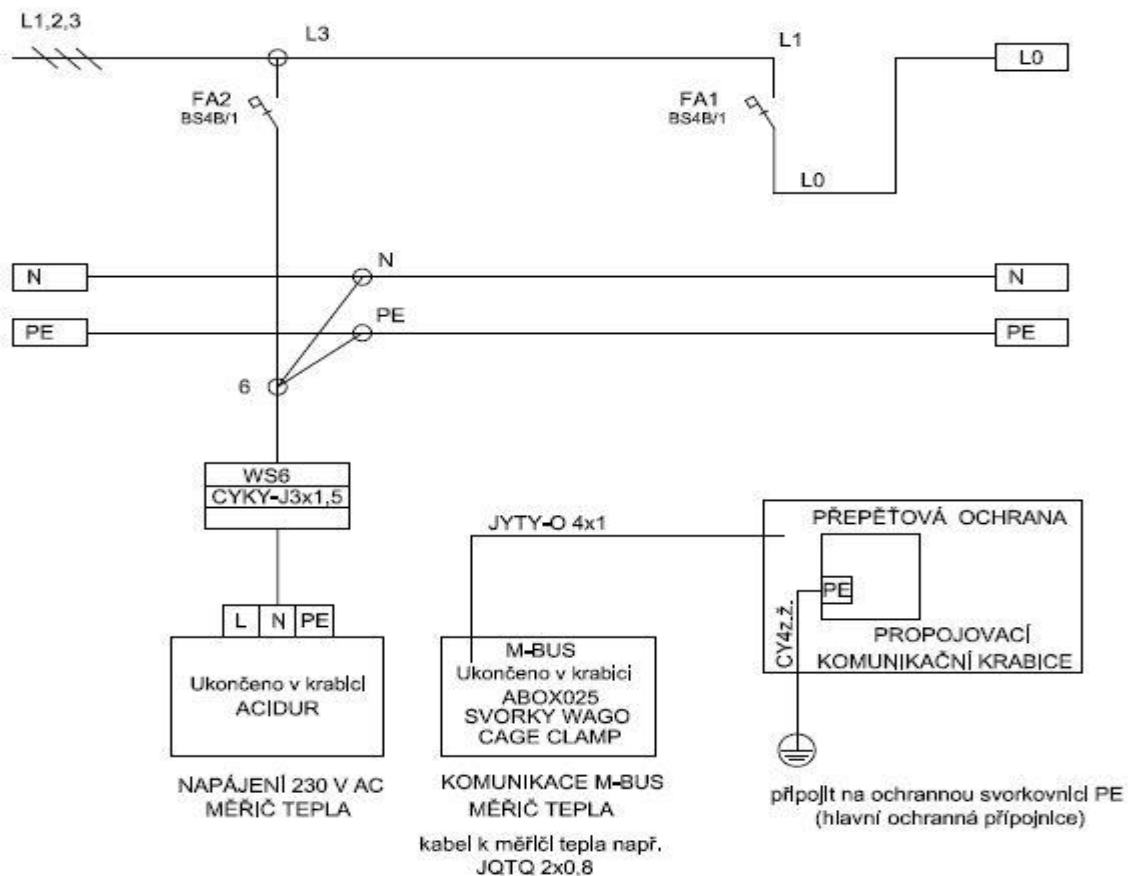 L1,2,3
L3
L1
L0
FA2
BS4B/1
FA1
BS4B/1
L0
N
N
N
PE
PE
PE
6
WS6
CYKY-J3x1,5
L N PE
Ukončeno v krabici
ACIDUR
NAPÁJENÍ 230 V AC
MĚŘIČ TEPLA
JYTY-O 4x1
M-BUS
Ukončeno v krabici
ABOX025
SVORKY WAGO
CAGE CLAMP
KOMUNIKACE M-BUS
MĚŘIČ TEPLA
kabel k měřiči tepla např.
JQTQ 2x0,8
PŘEPĚŤOVÁ OCHRANA
PE
CY4z.ž.
PROPOJOVACÍ
KOMUNIKAČNÍ KRABICE
připojit na ochrannou svorkovnici PE
(hlavní ochranná přípojnice)